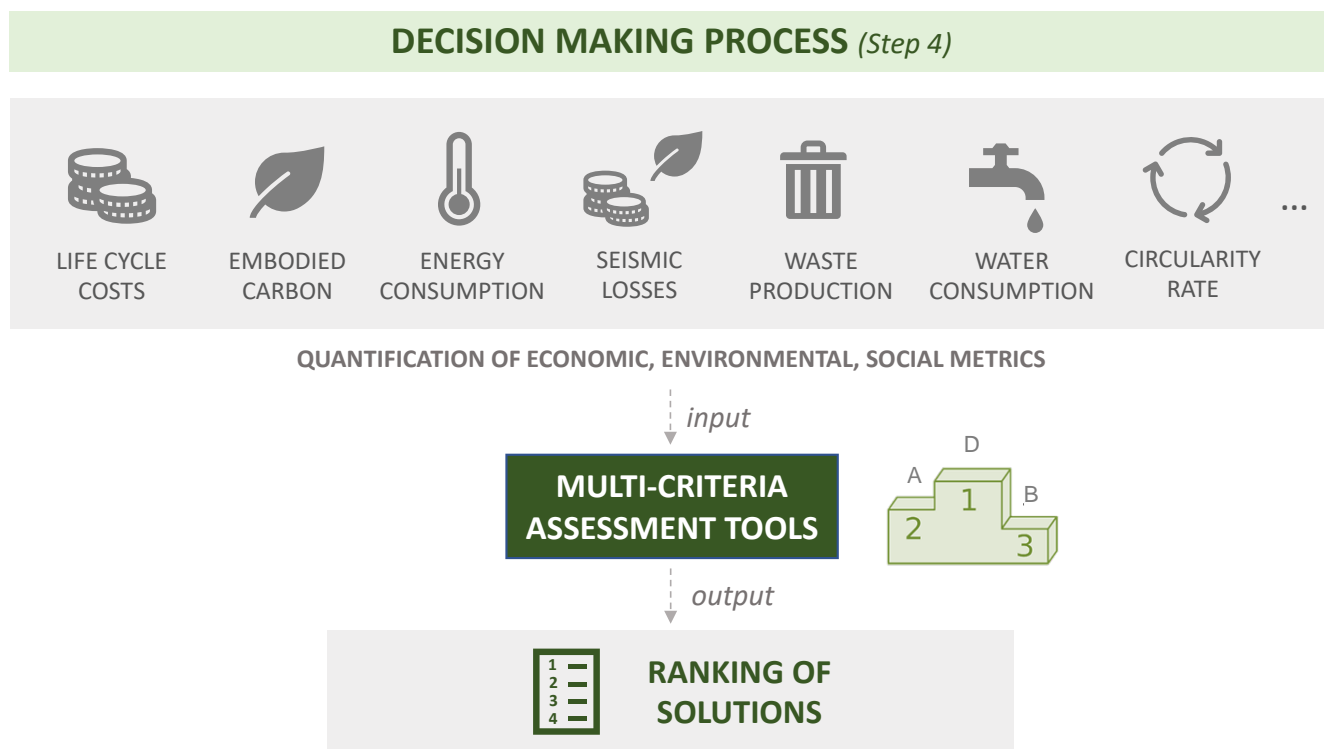 DECISION MAKING PROCESS (Step 4)
LIFE CYCLE
COSTS
EMBODIED
CARBON
ENERGY
CONSUMPTION
SEISMIC
LOSSES
WASTE
PRODUCTION
WATER
CONSUMPTION
CIRCULARITY
RATE
...
QUANTIFICATION OF ECONOMIC, ENVIRONMENTAL, SOCIAL METRICS
input
MULTI-CRITERIA
ASSESSMENT TOOLS
D
A
B
1
2
3
output
1
2
3
4
RANKING OF
SOLUTIONS